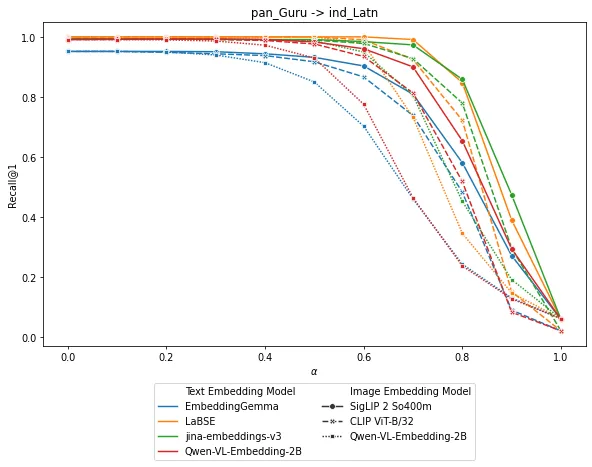 pan_Guru -> ind_Latn
Recall@1
1.0
0.8
0.6
0.4
0.2
0.0
0.0 0.2 0.4 0.6 0.8 1.0
α
Text Embedding Model Image Embedding Model
EmbeddingGemma SigLIP 2 So400m
LaBSE CLIP ViT-B/32
jina-embeddings-v3 Qwen-VL-Embedding-2B
Qwen-VL-Embedding-2B